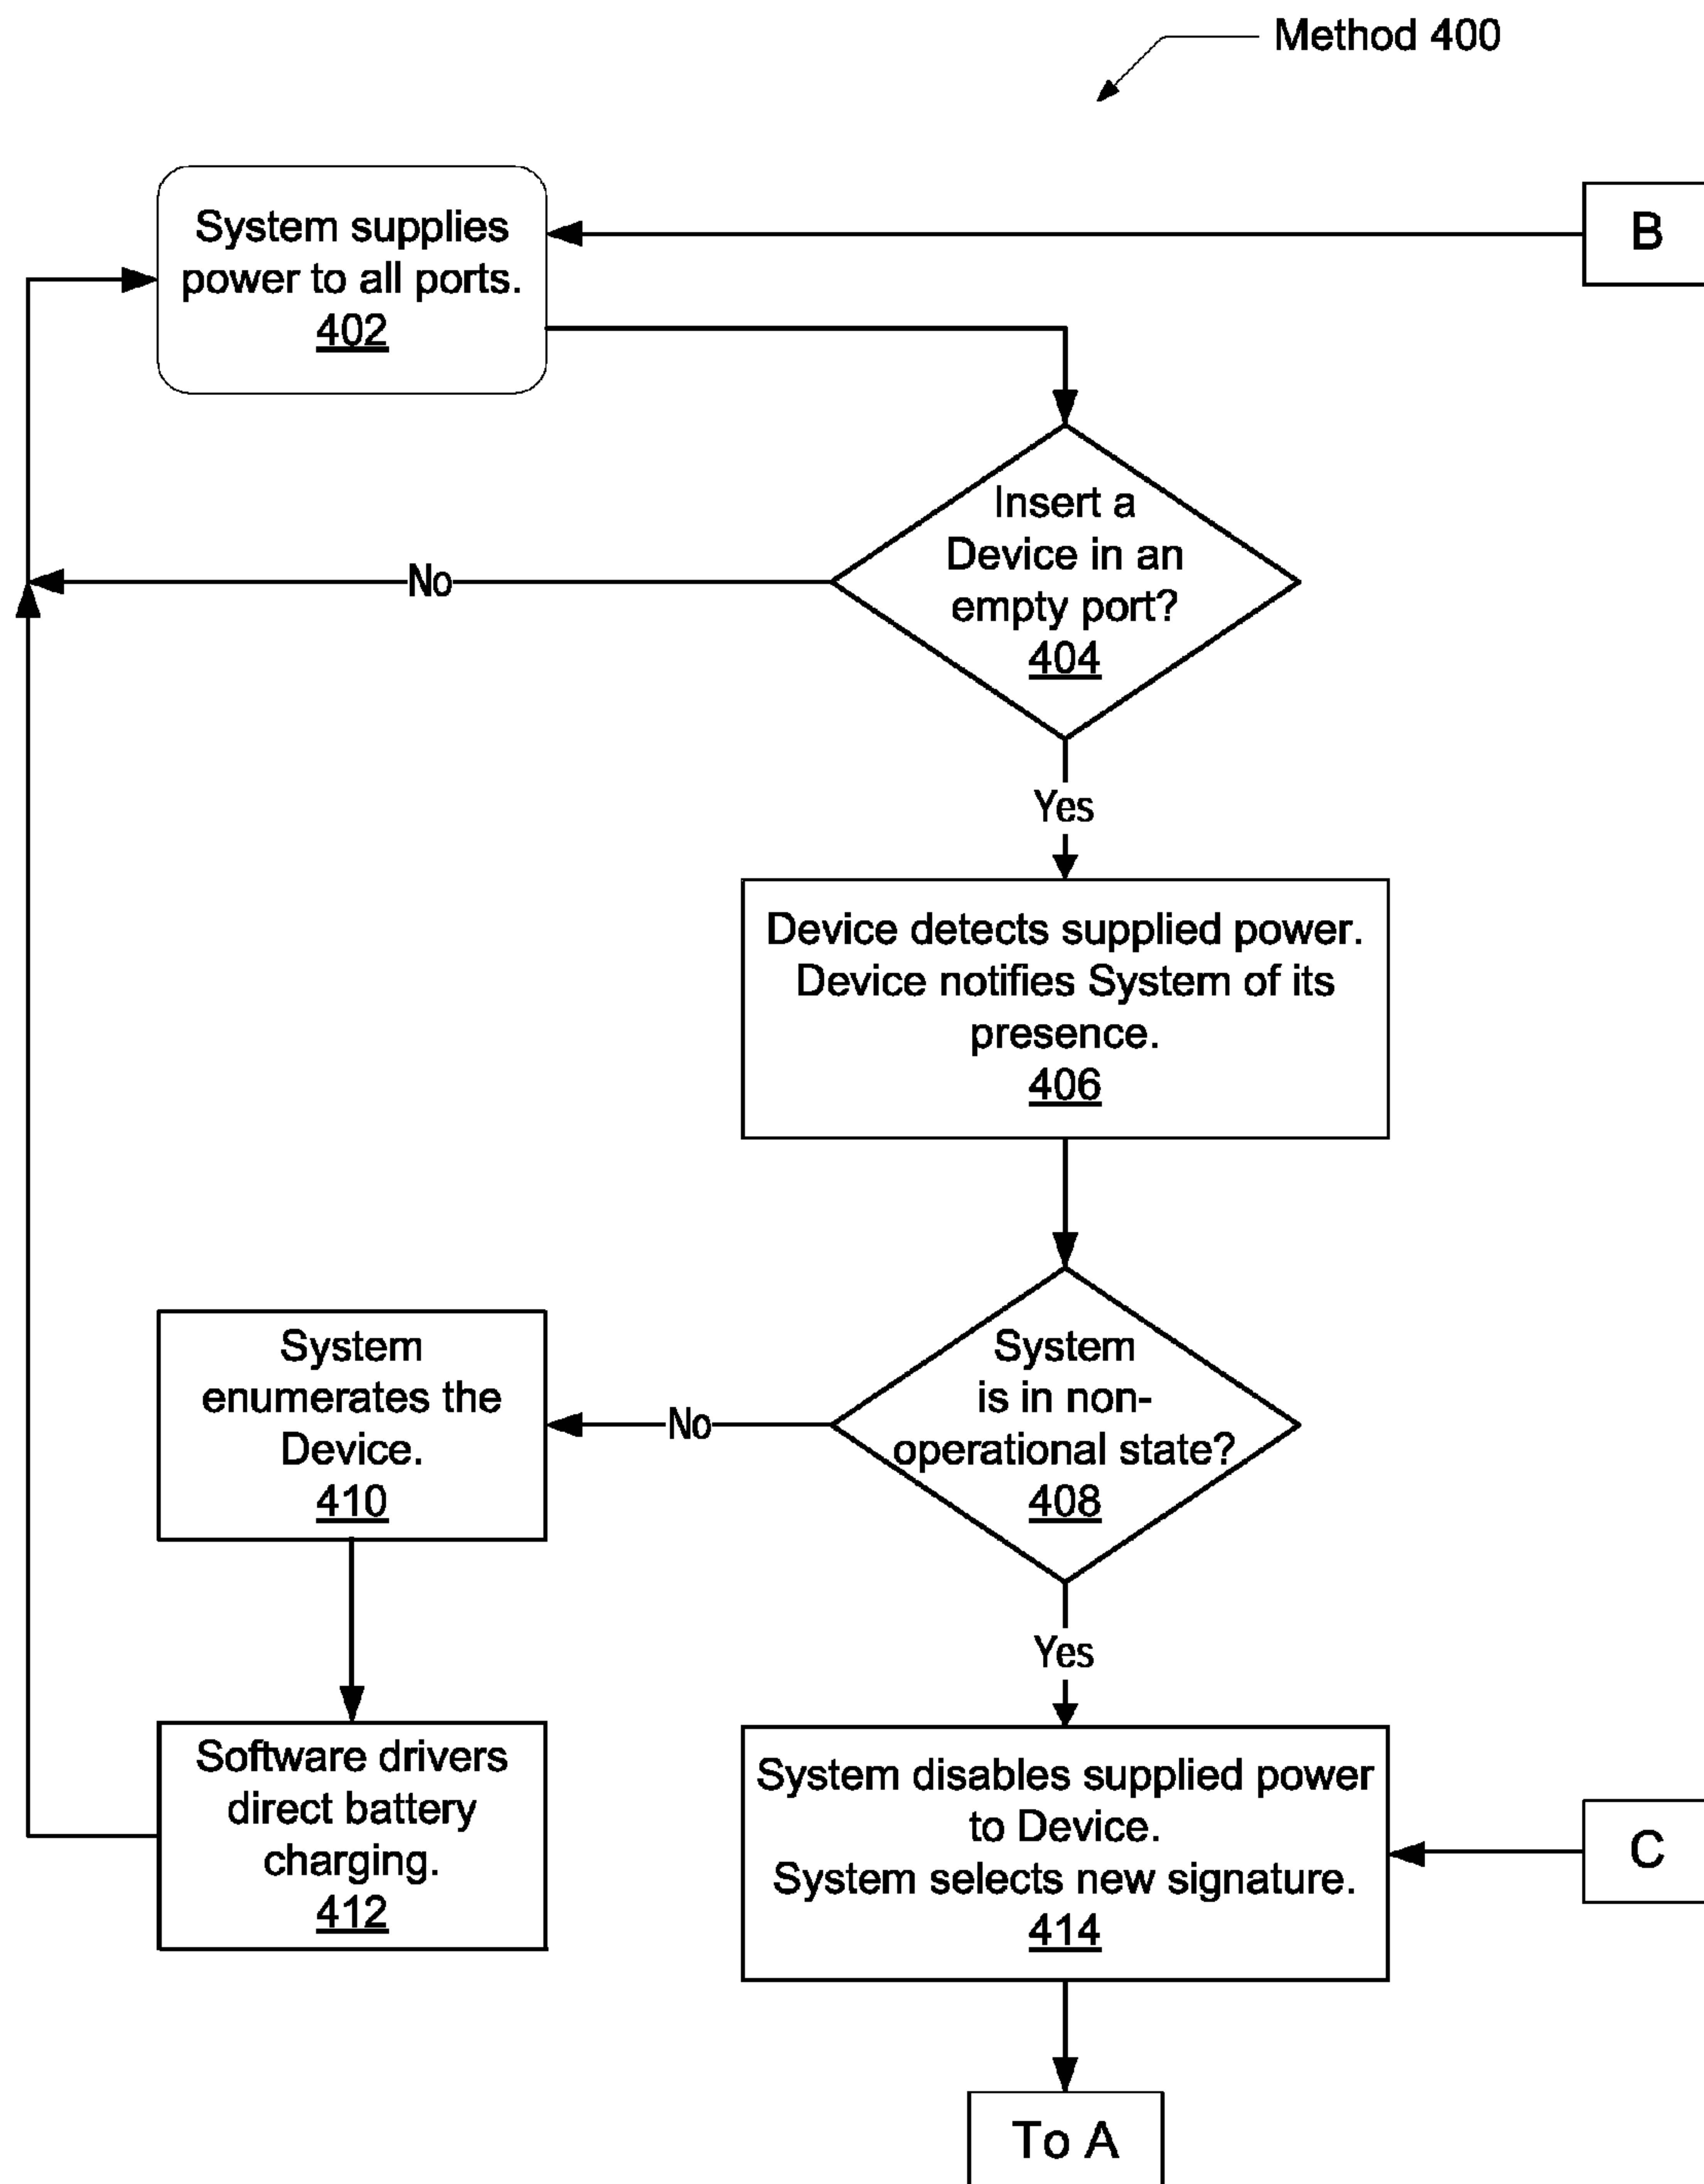 Method 400
System supplies
power to all ports.
402
B
Insert a
Device in an
empty port?
404
No
Yes
Device detects supplied power.
Device notifies System of its
presence.
406
System
is in non-
operational state?
408
No
System
enumerates the
Device.
410
Yes
Software drivers
direct battery
charging.
412
System disables supplied power
to Device.
System selects new signature.
414
C
To A